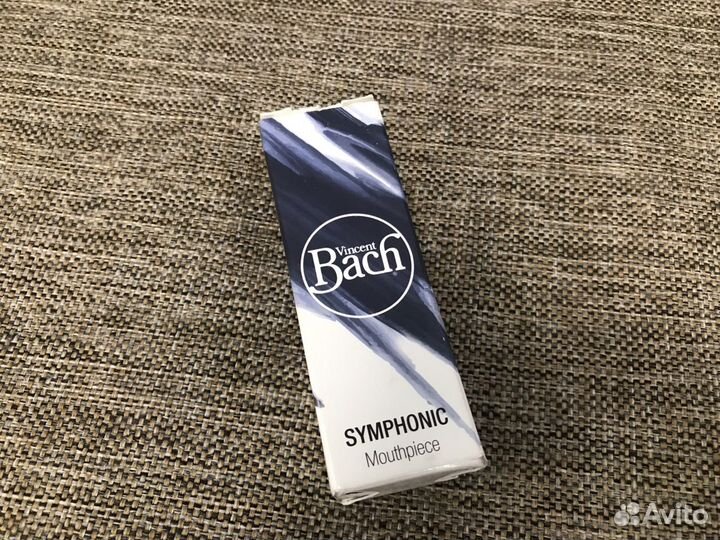 Vincent
Bach®
SYMPHONIC
Mouthpiece
Avito